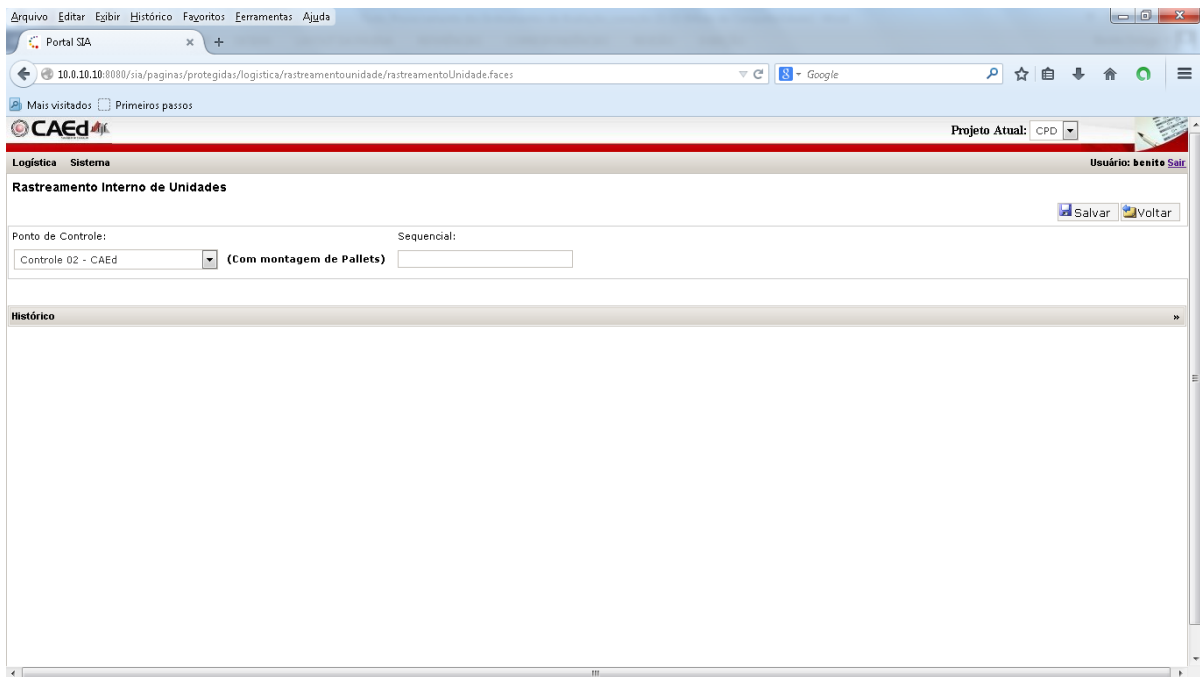 Arquivo Editar Exibir Histórico Favoritos Ferramentas Ajuda
Portal SIA
10.0.10.10:8080/sia/paginas/protegidas/logistica/rastreamentounidade/rastreamentoUnidade.faces
Google
Mais visitados Primeiros passos
CAEd
Projeto Atual: CPD
Logística Sistema Usuário: benito Sair
Rastreamento Interno de Unidades
Salvar Voltar
Ponto de Controle: Sequencial:
Controle 02 - CAEd (Com montagem de Pallets)
Histórico »